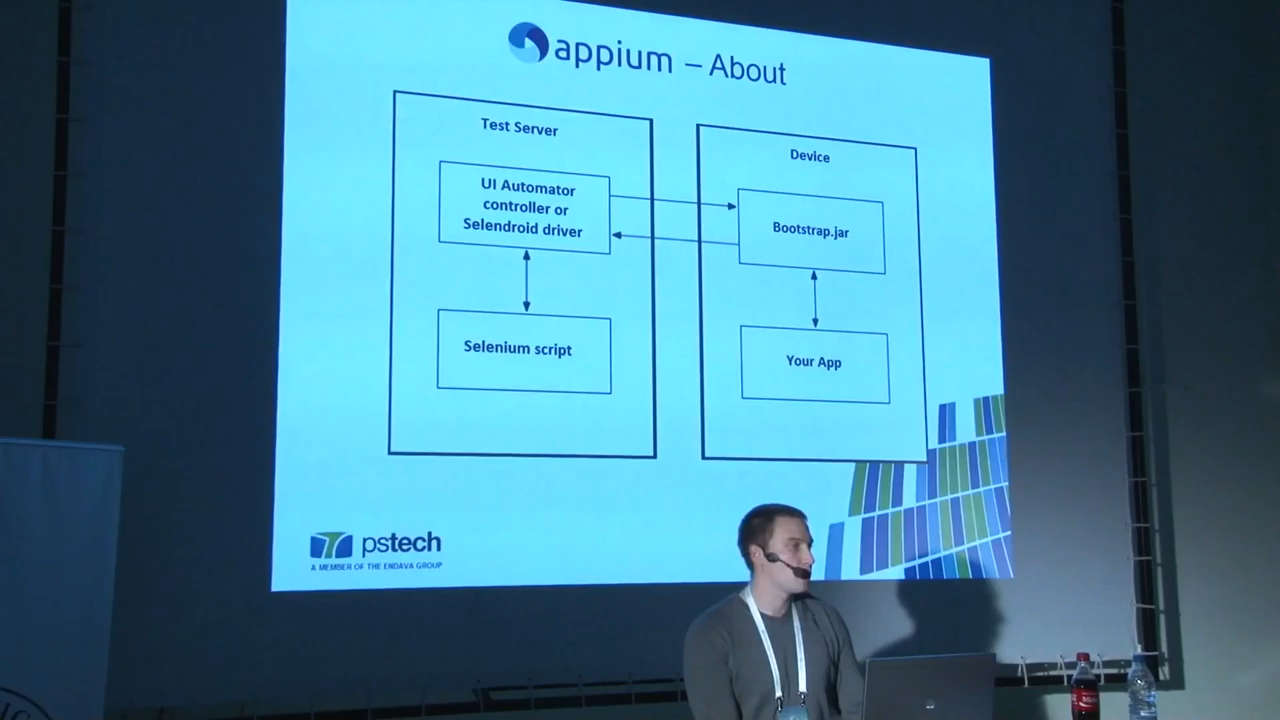 appium – About
Test Server
UI Automator
controller or
Selendroid driver
Selenium script
Device
Bootstrap.jar
Your App
pstech
A MEMBER OF THE ENDAVA GROUP